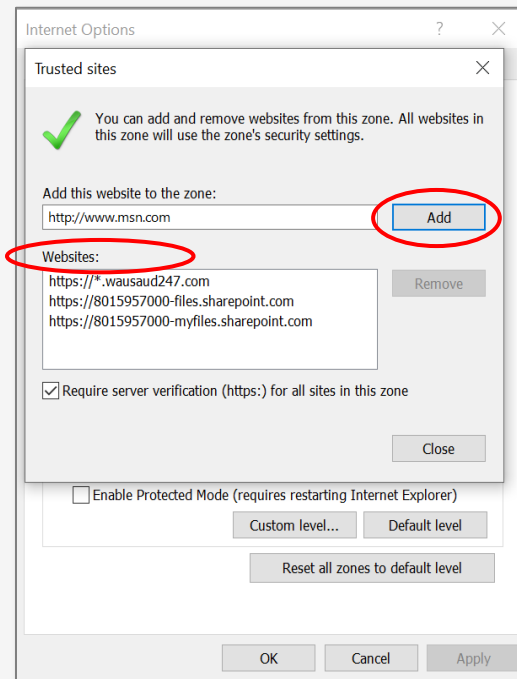 Internet Options
Trusted sites
You can add and remove websites from this zone. All websites in
this zone will use the zone's security settings.
Add this website to the zone:
http://www.msn.com
Add
Websites:
https://*.wausaud247.com
https://8015957000-files.sharepoint.com
https://8015957000-myfiles.sharepoint.com
Remove
Require server verification (https:) for all sites in this zone
Close
Enable Protected Mode (requires restarting Internet Explorer)
Custom level... Default level
Reset all zones to default level
OK Cancel Apply